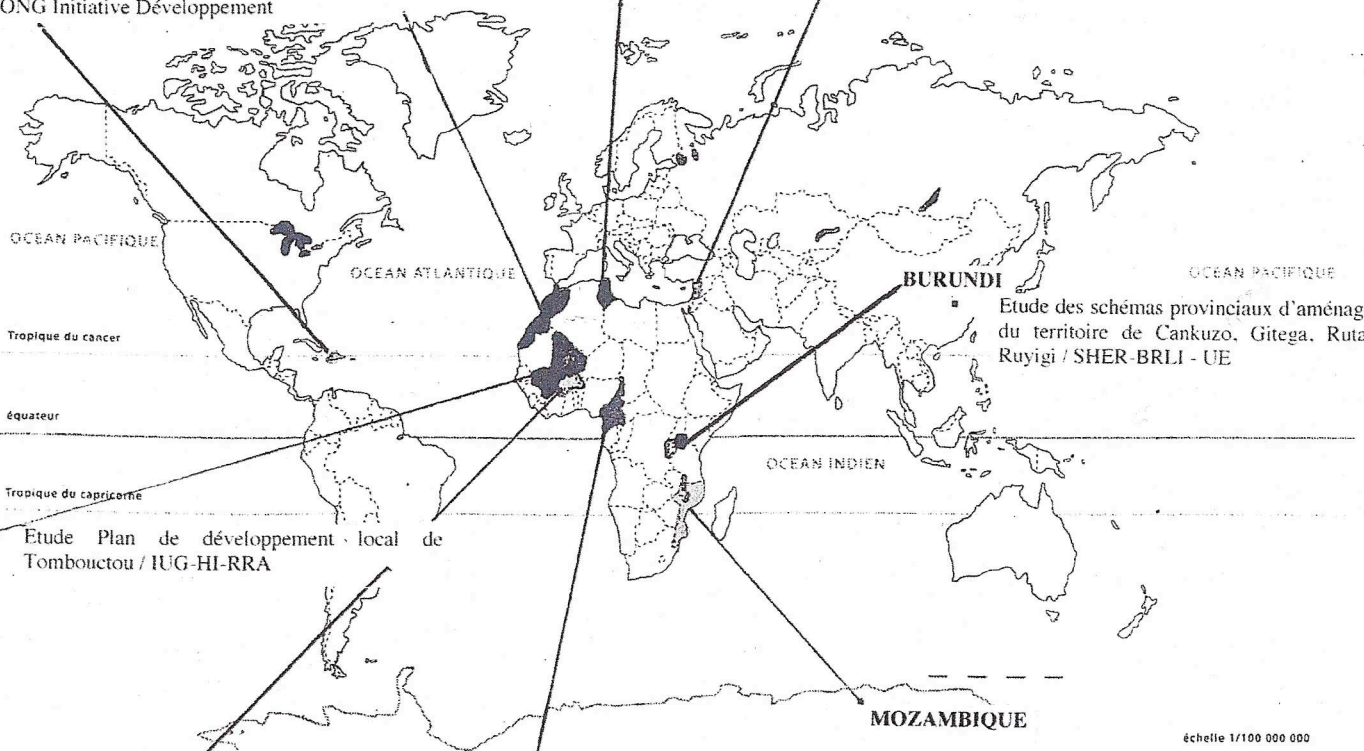 ONG Initiative Développement
OCEAN PACIFIQUE
OCEAN ATLANTIQUE
BURUNDI
OCEAN PACIFIQUE
Etude des schémas provinciaux d'aménag
du territoire de Cankuzo, Gitega, Ruta
Ruyigi / SHER-BRLI - UE
Tropique du cancer
équateur
OCEAN INDIEN
Tropique du capricorne
Etude Plan de développement local de
Tombouctou / IUG-HI-RRA
MOZAMBIQUE
échelle 1/100 000 000